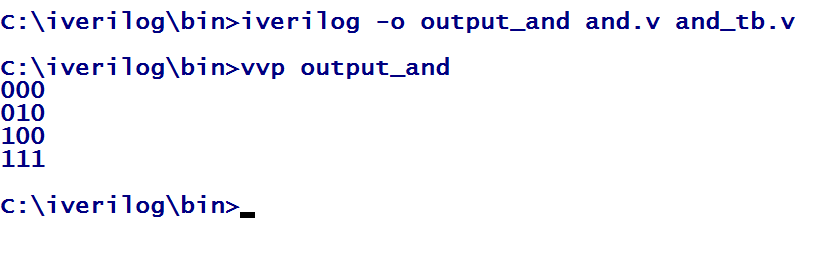 C:\iverilog\bin>iverilog -o output_and and.v and_tb.v
C:\iverilog\bin>vvp output_and
000
010
100
111
C:\iverilog\bin>